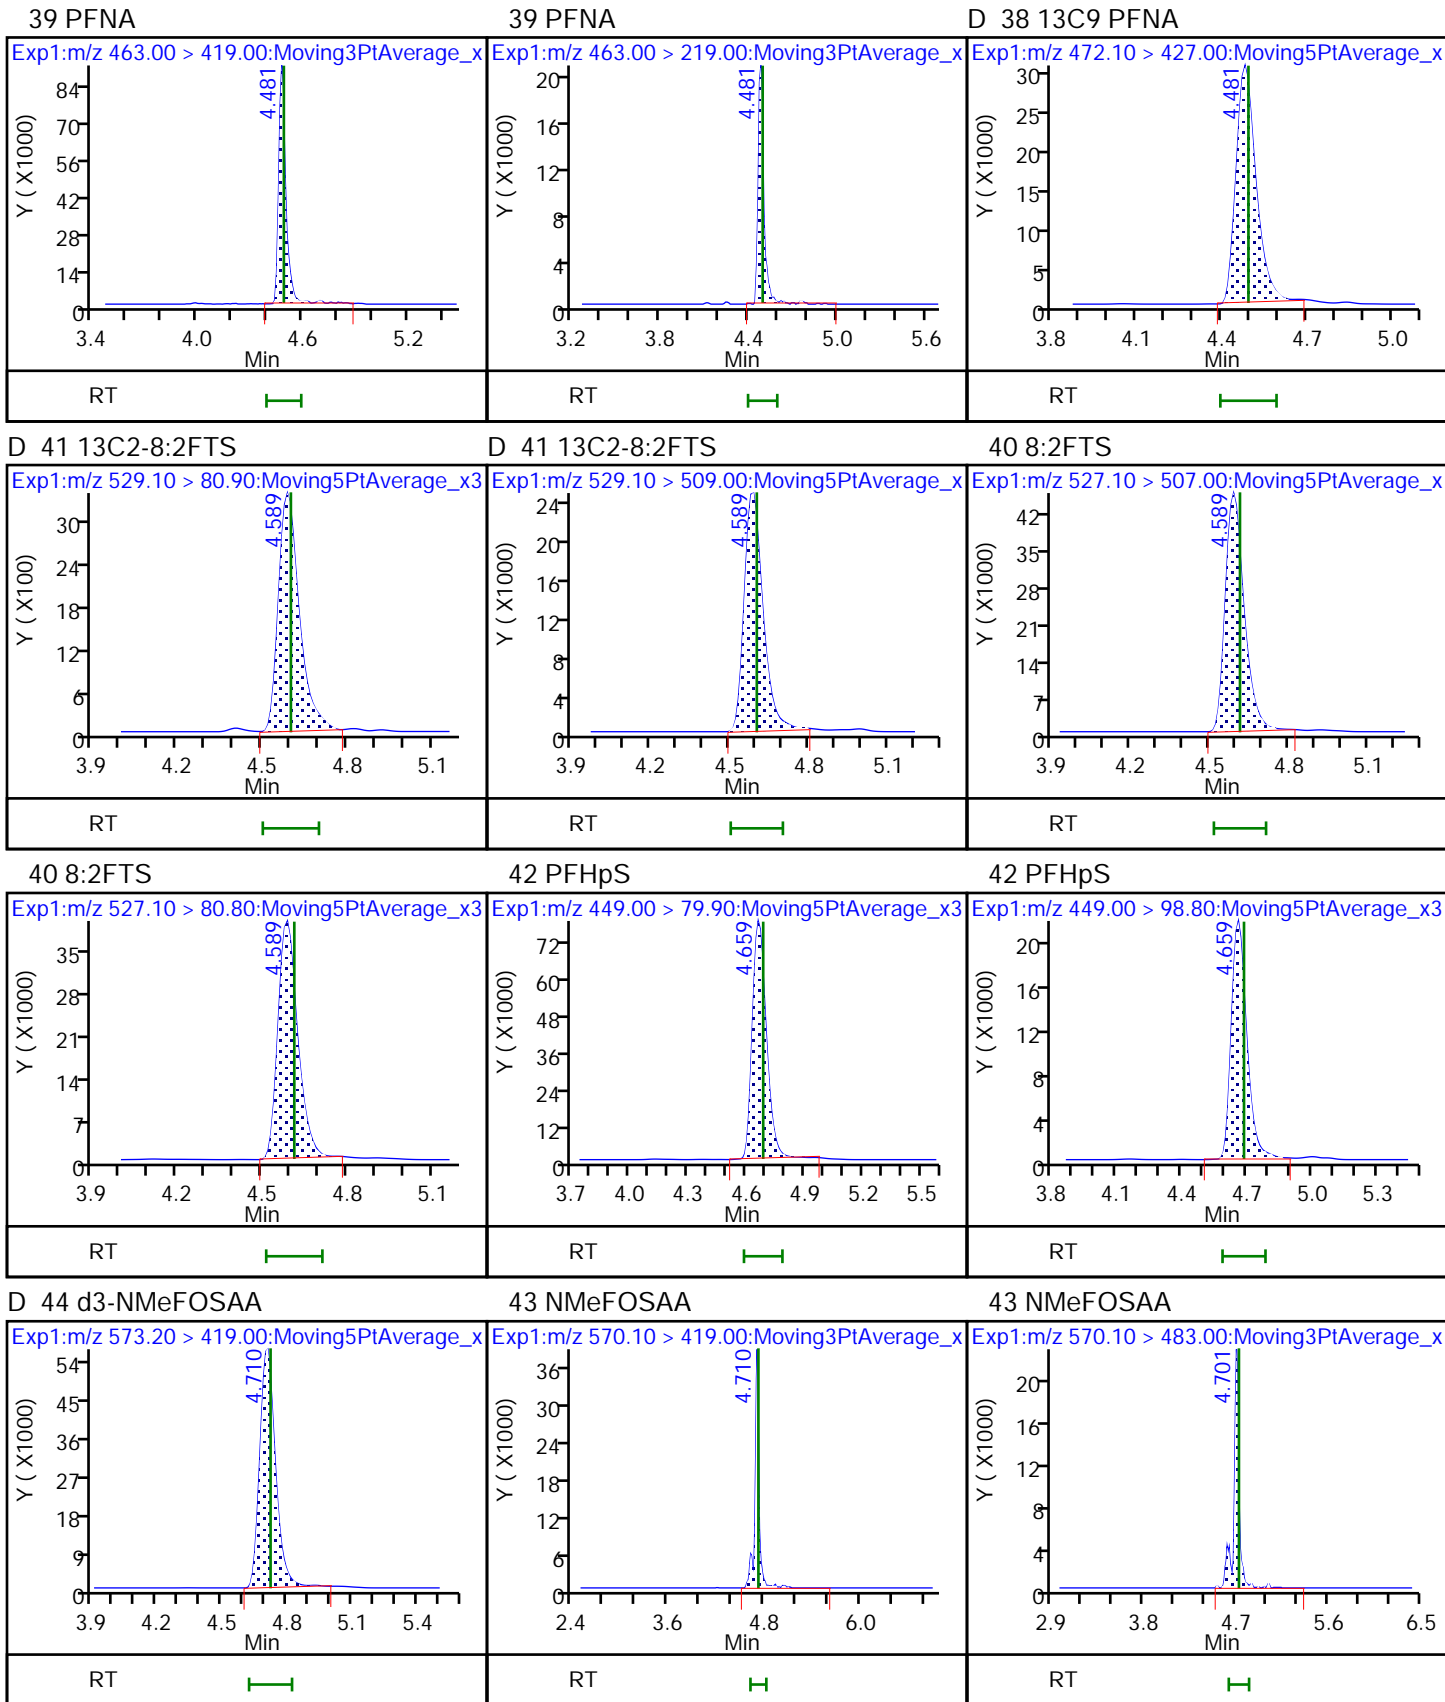 39 PFNA
Exp1:m/z 463.00 > 419.00:Moving3PtAverage_x
Y ( X1000)
84
70
56
42
28
14
0
4.481
3.4 4.0 4.6 5.2
Min
RT
39 PFNA
Exp1:m/z 463.00 > 219.00:Moving3PtAverage_x
Y ( X1000)
20
16
12
8
4
0
4.481
3.2 3.8 4.4 5.0 5.6
Min
RT
D 38 13C9 PFNA
Exp1:m/z 472.10 > 427.00:Moving5PtAverage_x
Y ( X1000)
30
25
20
15
10
5
0
4.481
3.8 4.1 4.4 4.7 5.0
Min
RT
D 41 13C2-8:2FTS
Exp1:m/z 529.10 > 80.90:Moving5PtAverage_x3
Y ( X100)
30
24
18
12
6
0
4.589
3.9 4.2 4.5 4.8 5.1
Min
RT
D 41 13C2-8:2FTS
Exp1:m/z 529.10 > 509.00:Moving5PtAverage_x
Y ( X1000)
24
20
16
12
8
4
0
4.589
3.9 4.2 4.5 4.8 5.1
Min
RT
40 8:2FTS
Exp1:m/z 527.10 > 507.00:Moving5PtAverage_x
Y ( X1000)
42
35
28
21
14
7
0
4.589
3.9 4.2 4.5 4.8 5.1
Min
RT
40 8:2FTS
Exp1:m/z 527.10 > 80.80:Moving5PtAverage_x3
Y ( X1000)
35
28
21
14
7
0
4.589
3.9 4.2 4.5 4.8 5.1
Min
RT
42 PFHpS
Exp1:m/z 449.00 > 79.90:Moving5PtAverage_x3
Y ( X1000)
72
60
48
36
24
12
0
4.659
3.7 4.0 4.3 4.6 4.9 5.2 5.5
Min
RT
42 PFHpS
Exp1:m/z 449.00 > 98.80:Moving5PtAverage_x3
Y ( X1000)
20
16
12
8
4
0
4.659
3.8 4.1 4.4 4.7 5.0 5.3
Min
RT
D 44 d3-NMeFOSAA
Exp1:m/z 573.20 > 419.00:Moving5PtAverage_x
Y ( X1000)
54
45
36
27
18
9
0
4.710
3.9 4.2 4.5 4.8 5.1 5.4
Min
RT
43 NMeFOSAA
Exp1:m/z 570.10 > 419.00:Moving3PtAverage_x
Y ( X1000)
36
30
24
18
12
6
0
4.710
2.4 3.6 4.8 6.0
Min
RT
43 NMeFOSAA
Exp1:m/z 570.10 > 483.00:Moving3PtAverage_x
Y ( X1000)
20
16
12
8
4
0
4.701
2.9 3.8 4.7 5.6 6.5
Min
RT